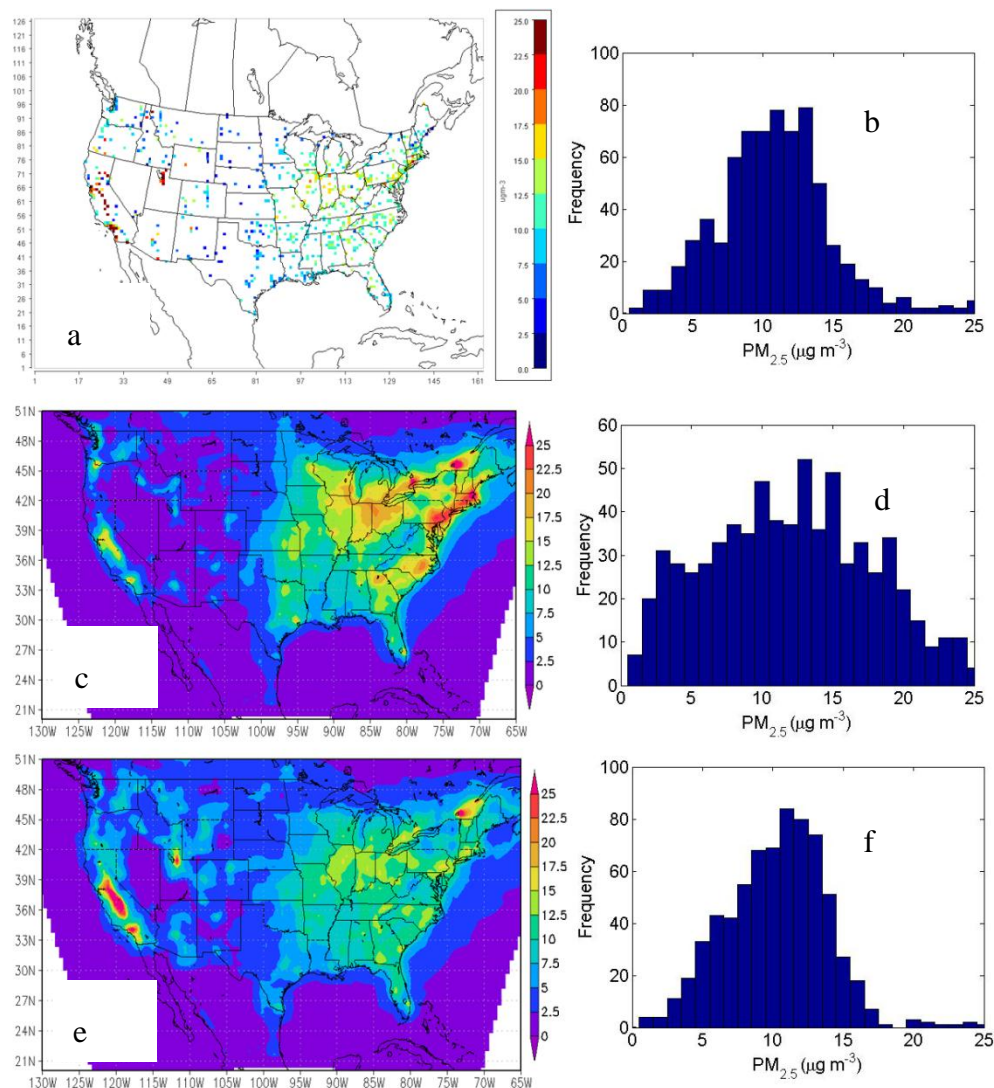 126
121
116
111
106
101
96
91
86
81
76
71
66
61
56
51
46
41
36
31
26
21
16
11
6
1
1 17 33 49 65 81 97 113 129 145 161
a
25.0
22.5
20.0
17.5
15.0
12.5
10.0
7.5
5.0
2.5
0.0
b
Frequency
100
80
60
40
20
0
0 5 10 15 20 25
PM2.5 (μg m-3)
51N
48N
45N
42N
39N
36N
33N
30N
27N
24N
21N
130W 125W 120W 115W 110W 105W 100W 95W 90W 85W 80W 75W 70W 65W
c
25
22.5
20
17.5
15
12.5
10
7.5
5
2.5
0
d
Frequency
60
50
40
30
20
10
0
0 5 10 15 20 25
PM2.5 (μg m-3)
51N
48N
45N
42N
39N
36N
33N
30N
27N
24N
21N
130W 125W 120W 115W 110W 105W 100W 95W 90W 85W 80W 75W 70W 65W
e
25
22.5
20
17.5
15
12.5
10
7.5
5
2.5
0
f
Frequency
100
80
60
40
20
0
0 5 10 15 20 25
PM2.5 (μg m-3)